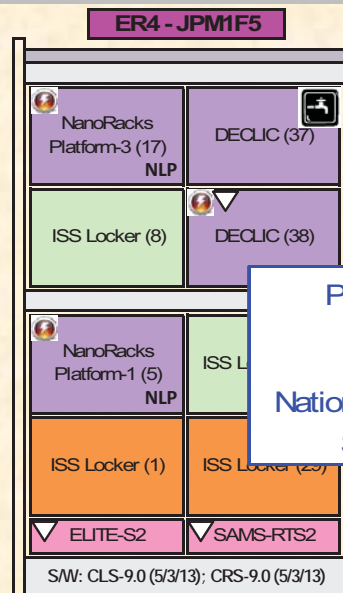 ER4 - JPM1F5
NanoRacks
Platform-3 (17)
NLP
DECLIC (37)
ISS Locker (8)
DECLIC (38)
NanoRacks
Platform-1 (5)
NLP
ISS L
P
Nation
ISS Locker (1)
ISS Locker (29)
ELITE-S2
SAMS-RTS2
S/W: CLS-9.0 (5/3/13); CRS-9.0 (5/3/13)